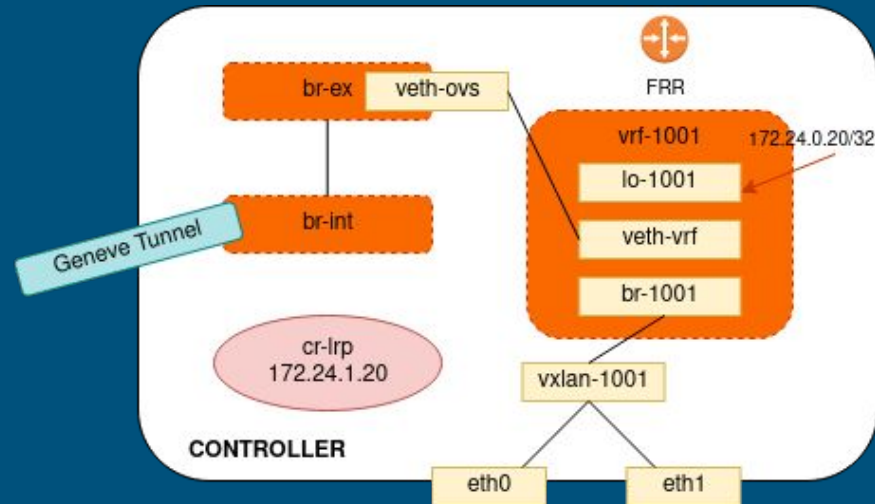 FRR
br-ex
veth-ovs
vrf-1001
172.24.0.20/32
lo-1001
br-int
veth-vrf
Geneve Tunnel
br-1001
cr-lrp
172.24.1.20
vxlan-1001
CONTROLLER
eth0
eth1